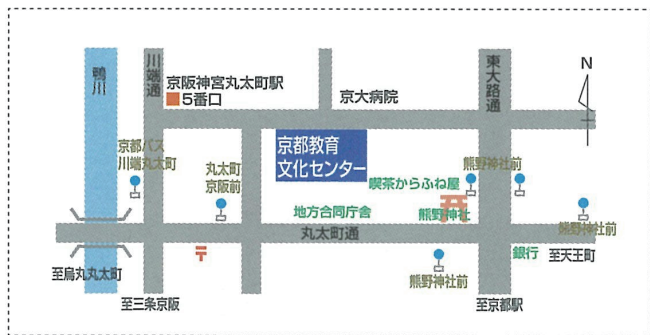 鴨川
川端通
京阪神宮丸太町駅
5番口
京大病院
東大路通
N
京都バス
川端丸太町
丸太町
京阪前
京都教育
文化センター
熊野神社前
喫茶からふね屋
地方合同庁舎
熊野神社
熊野神社前
丸太町通
〒
銀行
至烏丸丸太町
熊野神社前
至天王町
至三条京阪
至京都駅